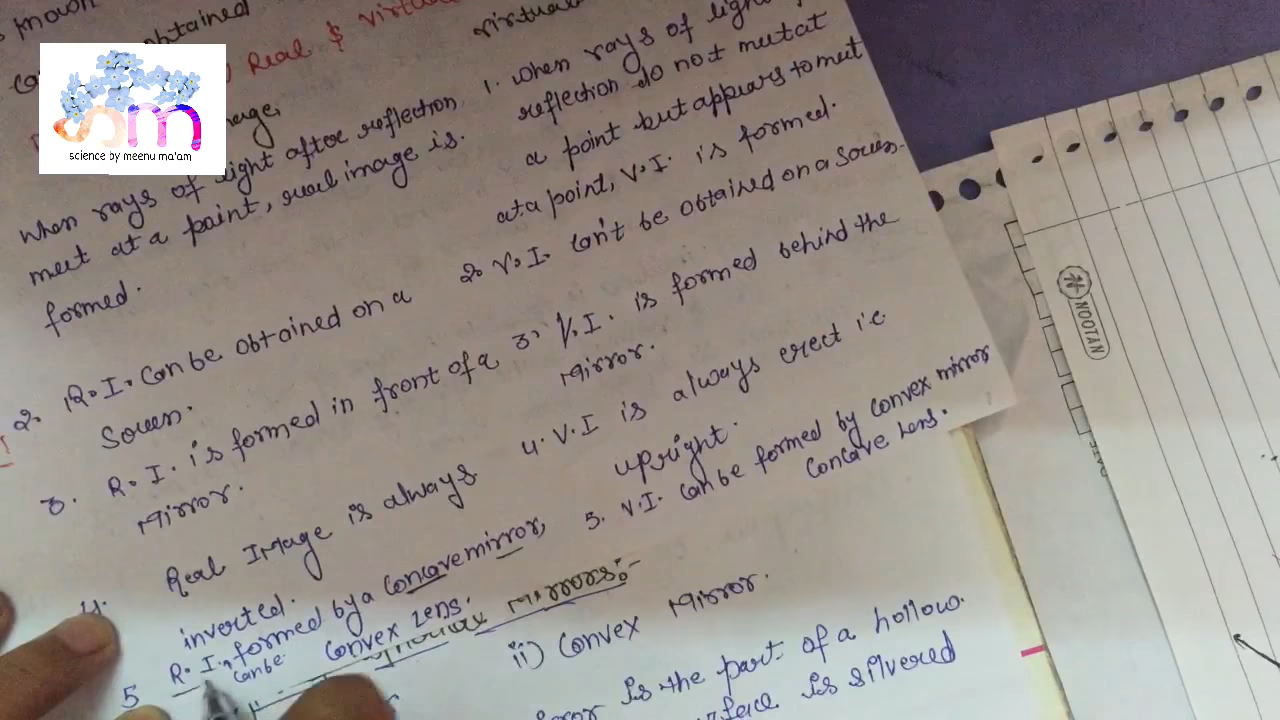 known
obtained
Real & Virtual
virtual
science by meenu ma'am
When rays of light after reflection
meet at a point, real image is.
formed.
2. R.I. can be obtained on a
Screen.
3. R.I. is formed in front of a
Mirror.
4. Real Image is always
inverted.
5 R.I. can be formed by a concave mirror,
convex Lens.
1. When rays of light
reflection do not meet at
a point but appears to meet
at a point, V.I. is formed.
2. V.I. can't be obtained on a Screen.
3. V.I. is formed behind the
Mirror.
4. V.I is always erect i.e
upright.
5. V.I. can be formed by convex mirror
concave lens.
Mirrors:-
ii) Convex Mirror.
is the part of a hollow
is silvered
NOOTAN